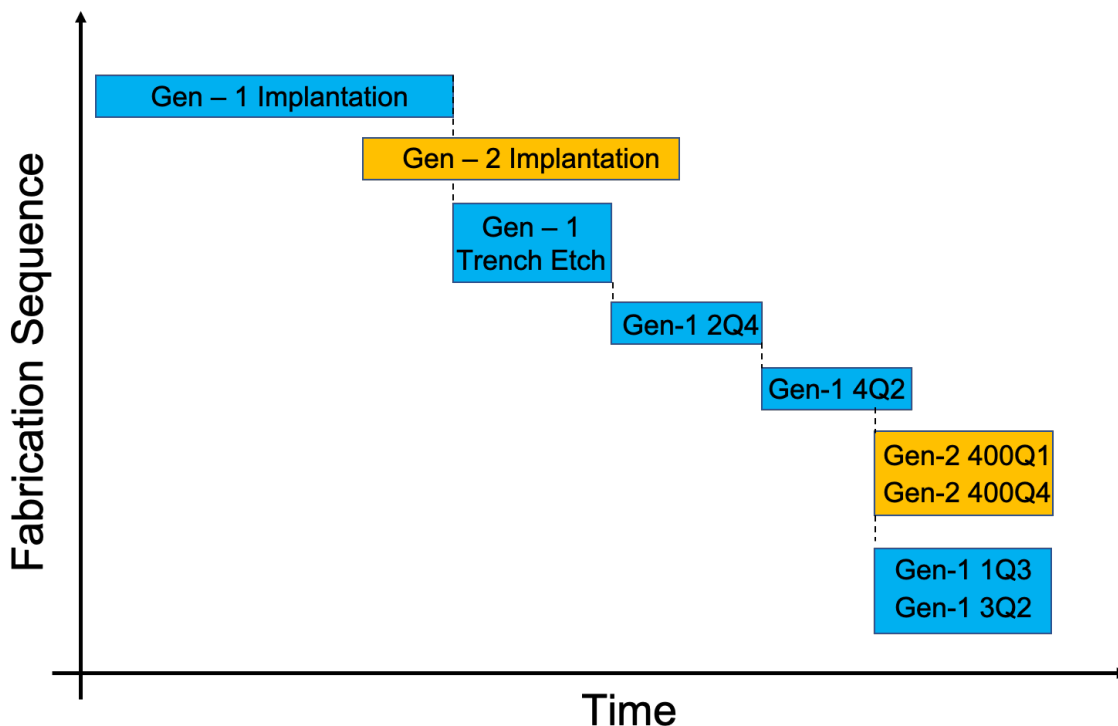 Fabrication Sequence
Gen – 1 Implantation
Gen – 2 Implantation
Gen – 1
Trench Etch
Gen-1 2Q4
Gen-1 4Q2
Gen-2 400Q1
Gen-2 400Q4
Gen-1 1Q3
Gen-1 3Q2
Time